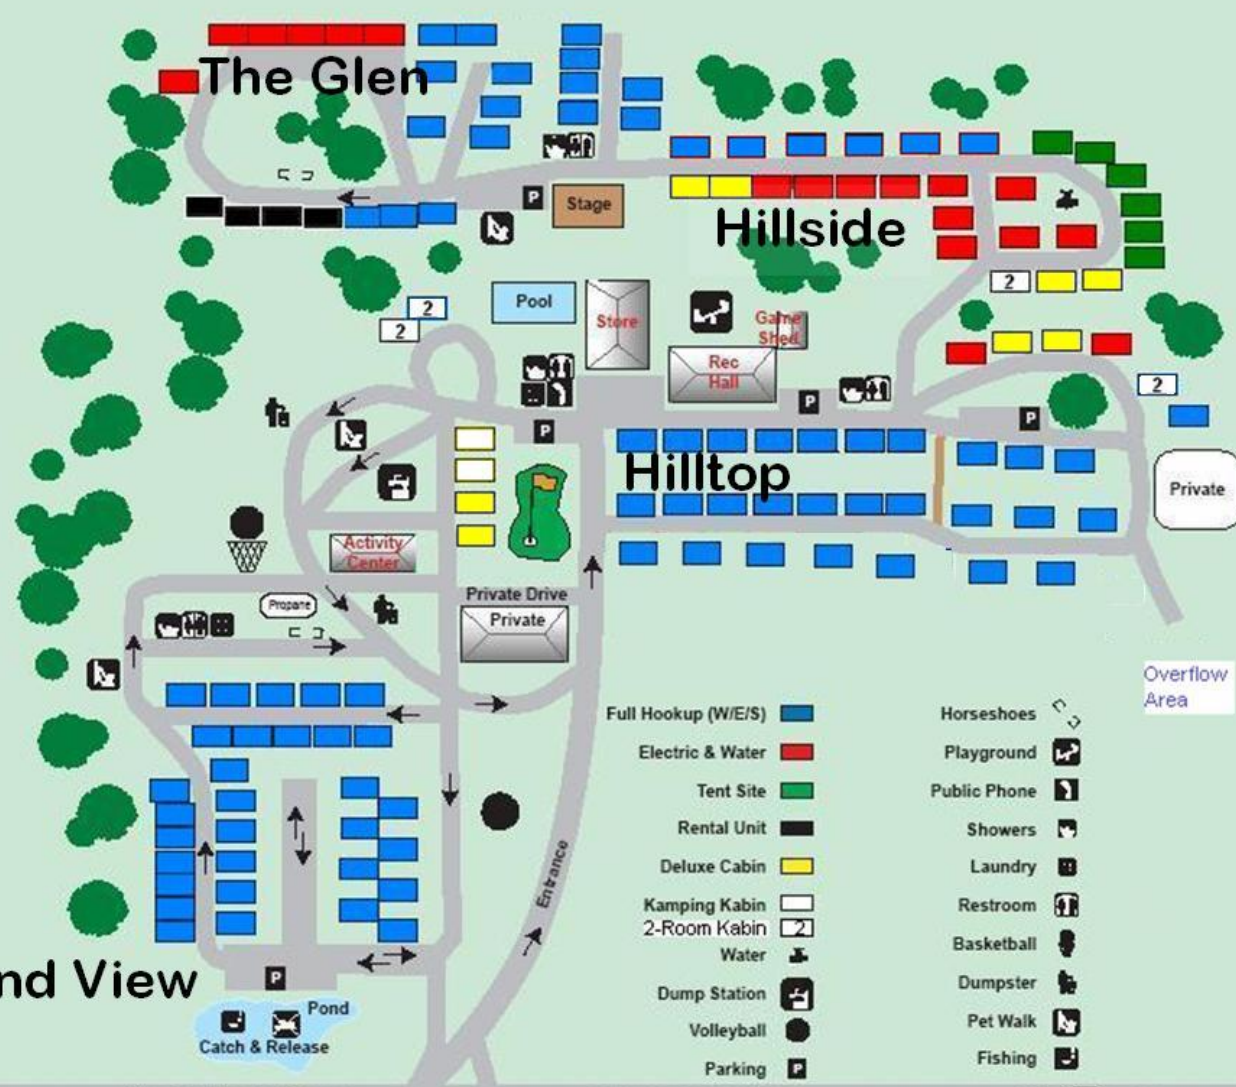 The Glen
P
Stage
Hillside
2
2
2
Pool
Store
Game
Shed
Rec
Hall
2
P
P
P
Hilltop
Private
Activity
Center
Propane
Private Drive
Private
Overflow
Area
Entrance
nd View
P
Pond
Catch & Release
Full Hookup (W/E/S)
Electric & Water
Tent Site
Rental Unit
Deluxe Cabin
Kamping Kabin
2-Room Kabin 2
Water
Dump Station
Volleyball
Parking P
Horseshoes
Playground
Public Phone
Showers
Laundry
Restroom
Basketball
Dumpster
Pet Walk
Fishing